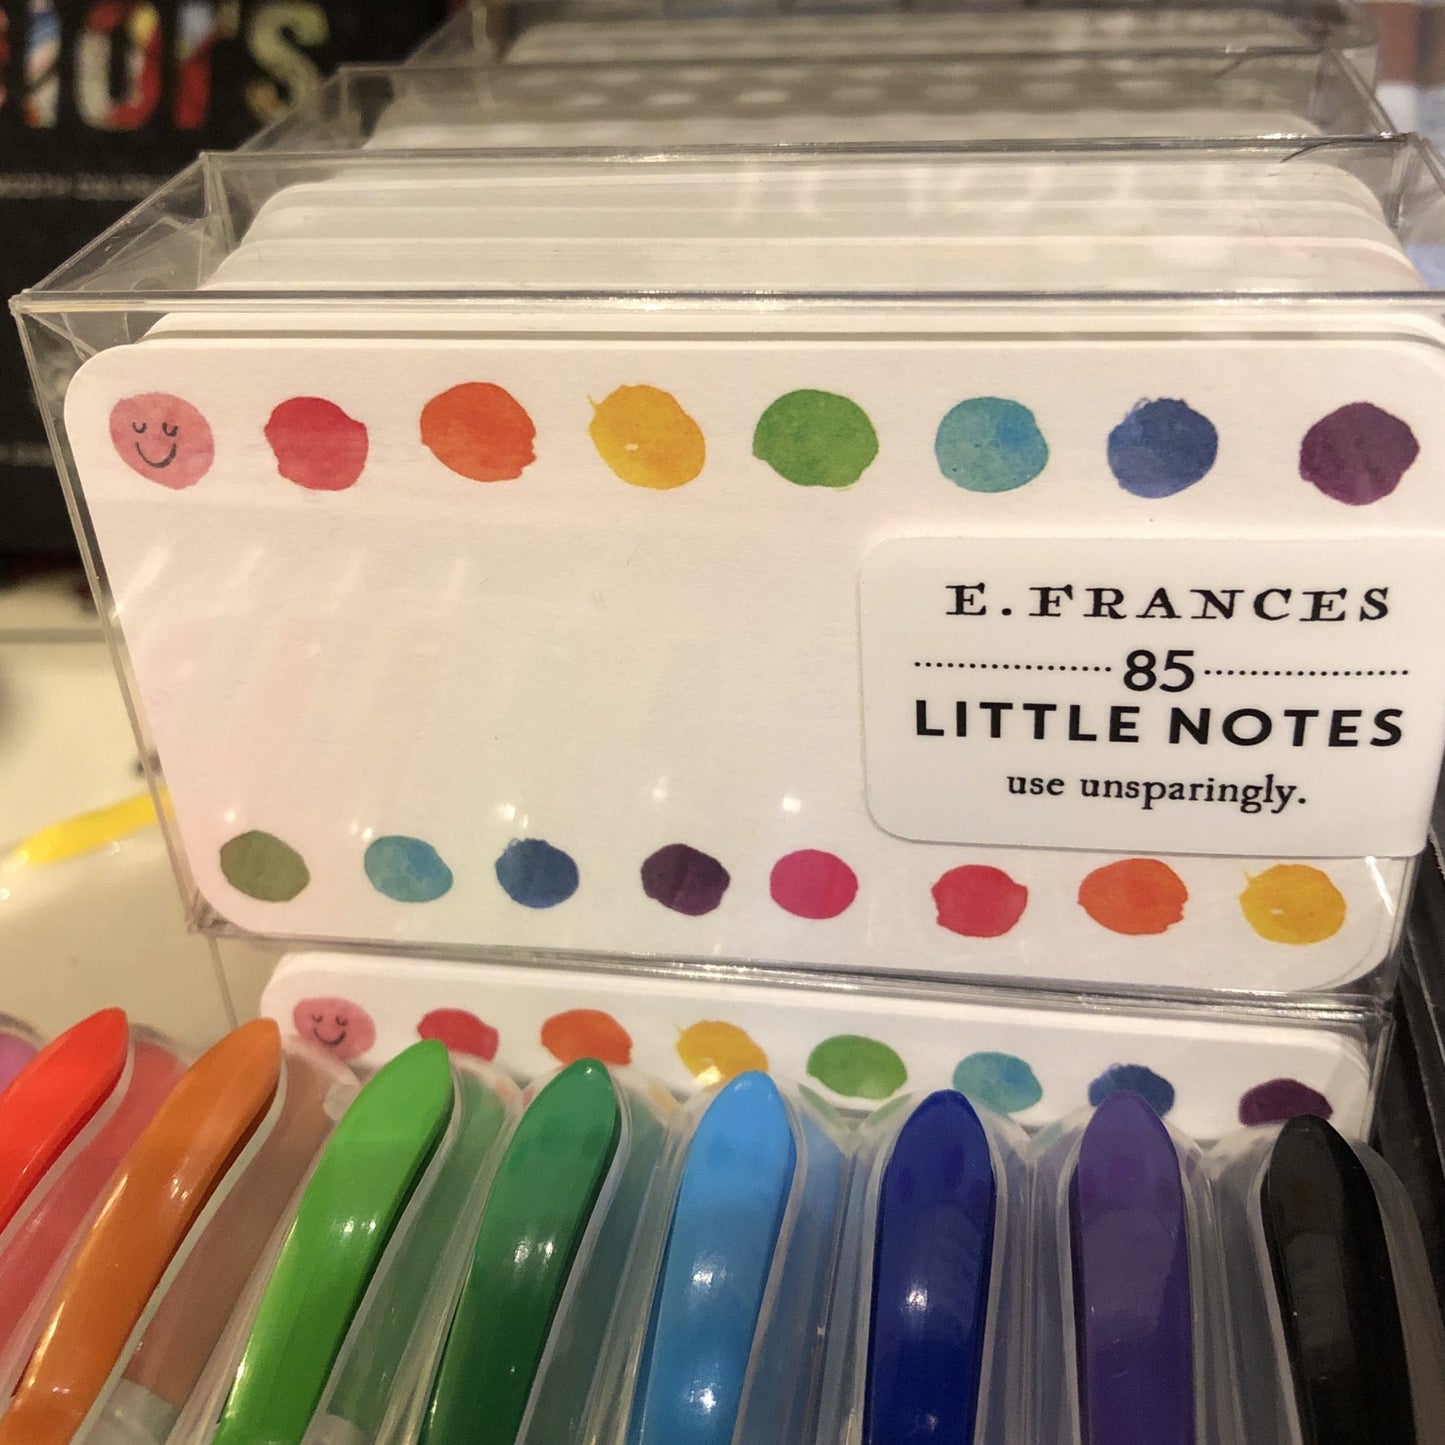 E. FRANCES
85
LITTLE NOTES
use unsparingly.